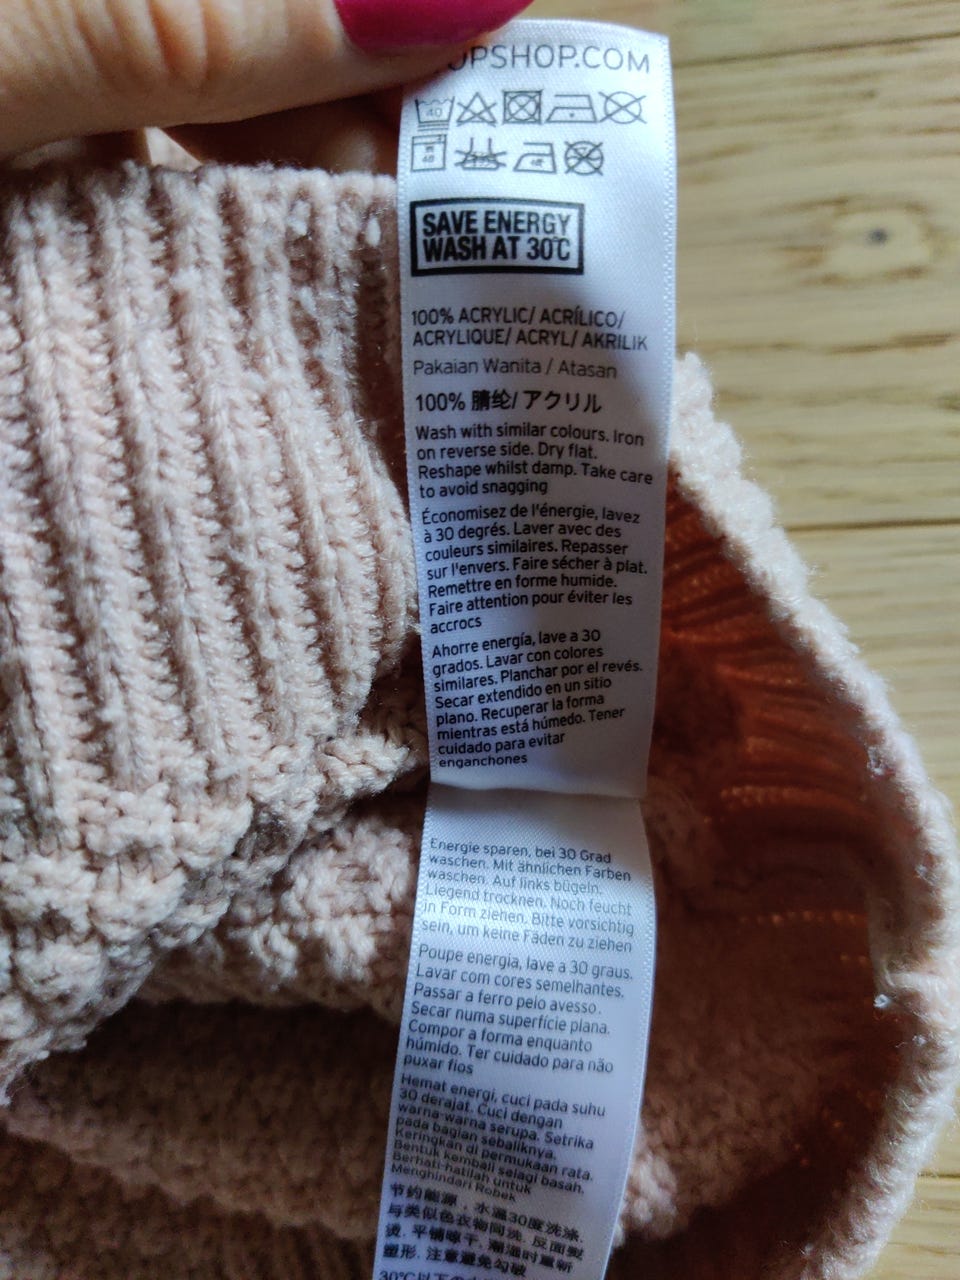 UPSHOP.COM
40
弱
40
SAVE ENERGY
WASH AT 30°C
100% ACRYLIC/ ACRÍLICO/
ACRYLIQUE/ ACRYL/ AKRILIK
Pakaian Wanita / Atasan
100% 腈纶/ アクリル
Wash with similar colours. Iron
on reverse side. Dry flat.
Reshape whilst damp. Take care
to avoid snagging
Économisez de l'énergie, lavez
à 30 degrés. Laver avec des
couleurs similaires. Repasser
sur l'envers. Faire sécher à plat.
Remettre en forme humide.
Faire attention pour éviter les
accrocs
Ahorre energía, lave a 30
grados. Lavar con colores
similares. Planchar por el revés.
Secar extendido en un sitio
plano. Recuperar la forma
mientras está húmedo. Tener
cuidado para evitar
enganchones
Energie sparen, bei 30 Grad
waschen. Mit ähnlichen Farben
waschen. Auf links bügeln.
Liegend trocknen. Noch feucht
in Form ziehen. Bitte vorsichtig
sein, um keine Fäden zu ziehen
Poupe energia, lave a 30 graus.
Lavar com cores semelhantes.
Passar a ferro pelo avesso.
Secar numa superfície plana.
Compor a forma enquanto
húmido. Ter cuidado para não
puxar fios
Hemat energi, cuci pada suhu
30 derajat. Cuci dengan
warna-warna serupa. Setrika
pada bagian sebaliknya.
Keringkan di permukaan rata.
Bentuk kembali selagi basah.
Berhati-hatilah untuk
Menghindari Robek
节约能源，水温30度洗涤.
与类似色衣物同洗. 反面熨
烫. 平铺晾干. 潮湿时重新
塑形. 注意避免勾破
30℃以下の